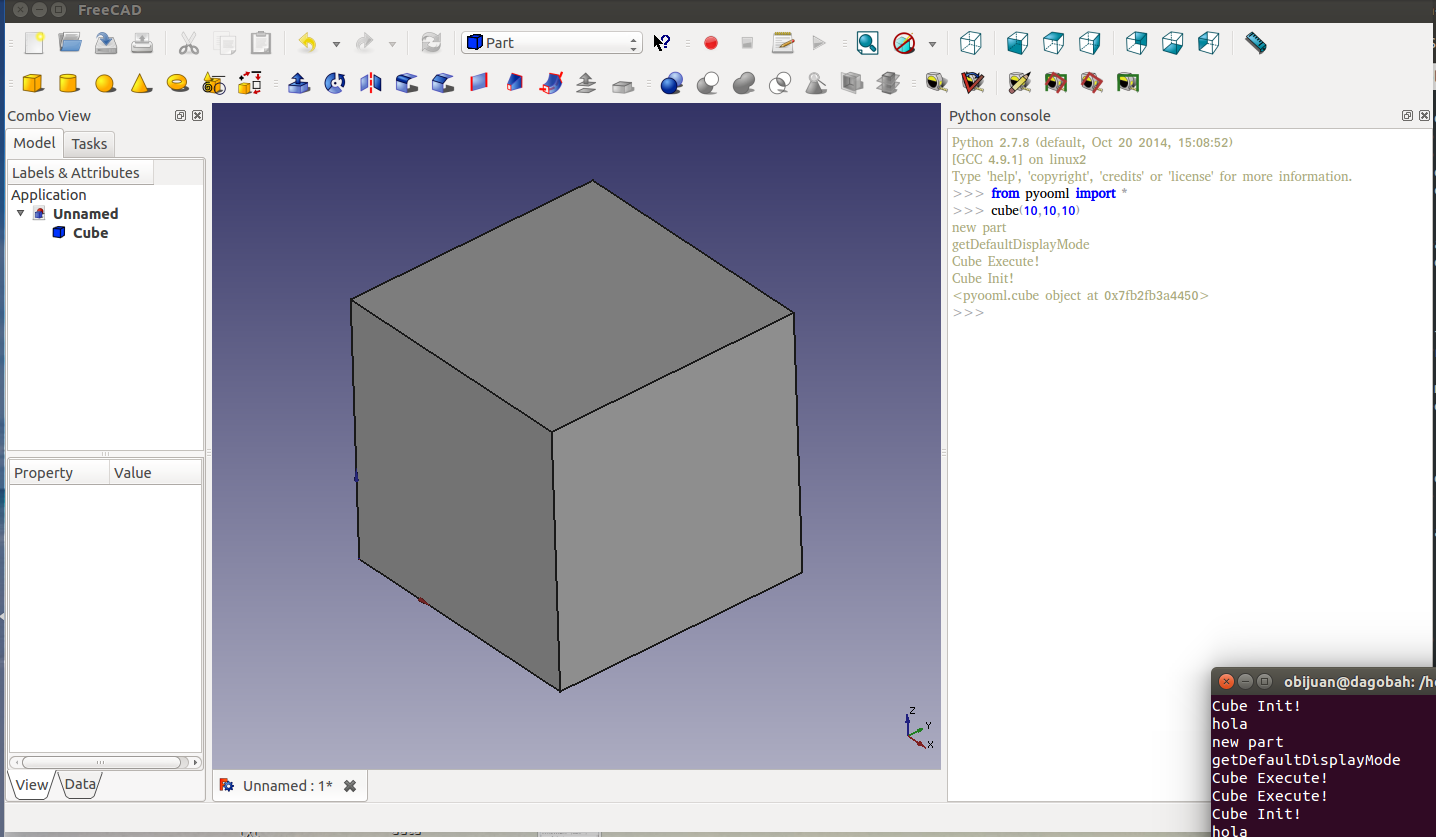 FreeCAD
Part
Combo View
Model Tasks
Labels & Attributes
Application
Unnamed
Cube
Property Value
View Data
Z
Y
X
Unnamed : 1*
Python console
Python 2.7.8 (default, Oct 20 2014, 15:08:52)
[GCC 4.9.1] on linux2
Type 'help', 'copyright', 'credits' or 'license' for more information.
>>> from pyooml import *
>>> cube(10,10,10)
new part
getDefaultDisplayMode
Cube Execute!
Cube Init!
<pyooml.cube object at 0x7fb2fb3a4450>
>>>
obijuan@dagobah: /h
Cube Init!
hola
new part
getDefaultDisplayMode
Cube Execute!
Cube Execute!
Cube Init!
hola